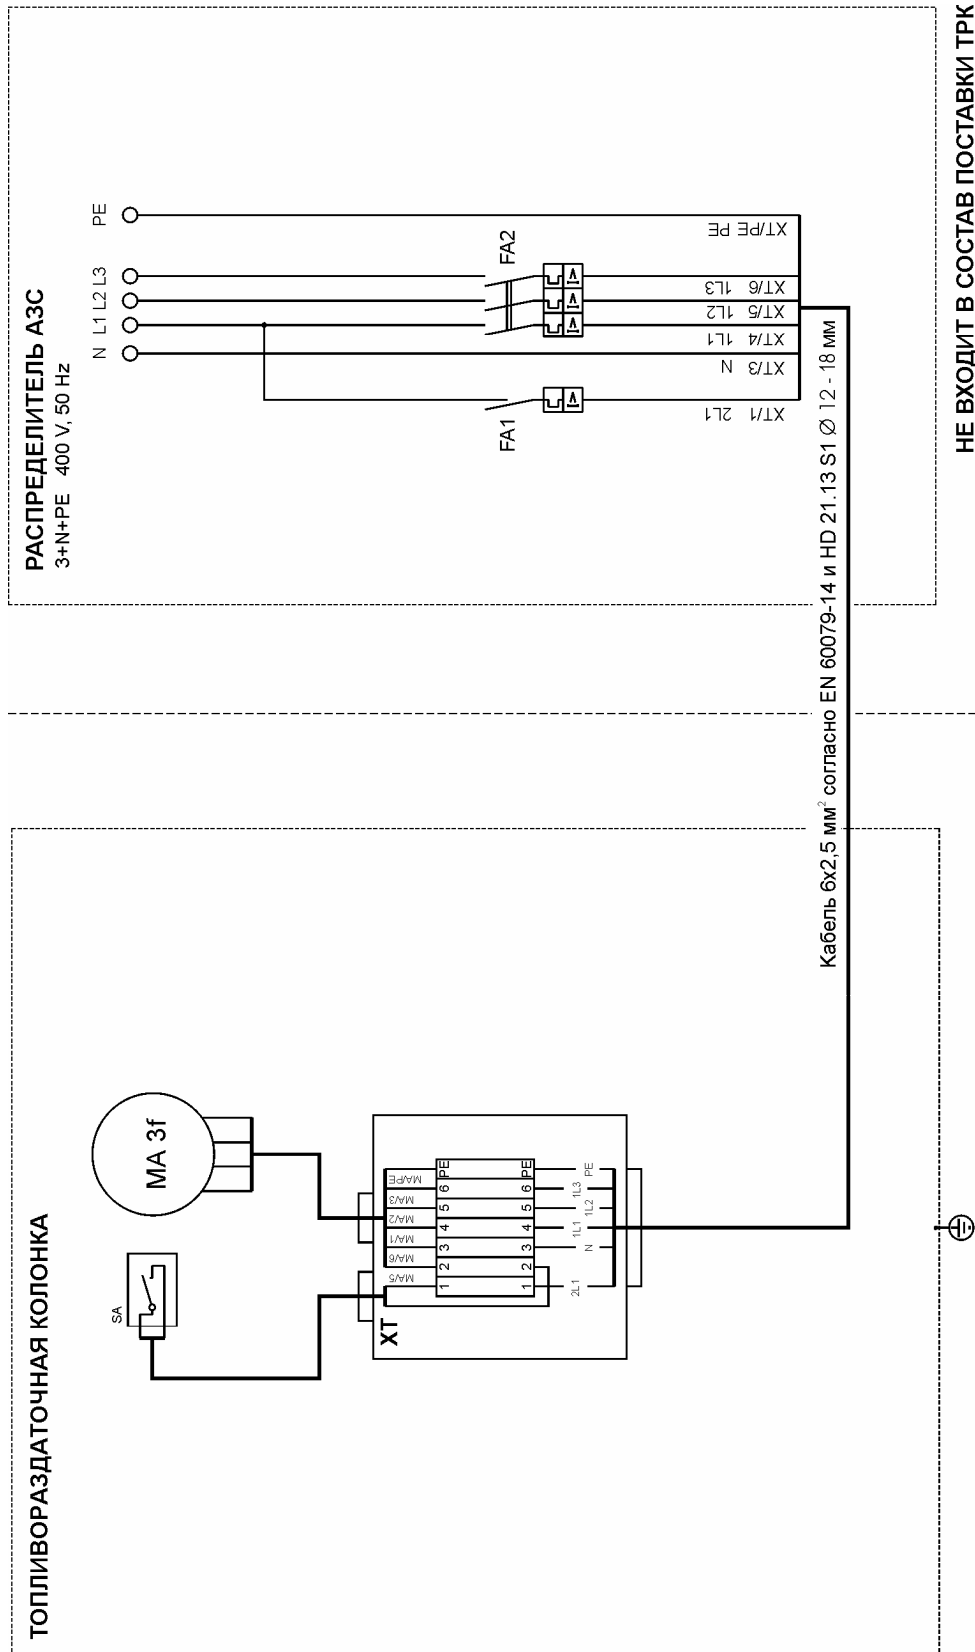 ТОПЛИВОРАЗДАТОЧНАЯ КОЛОНКА
SA
MA 3f
XT
MA/5
MA/6
MA/1
MA/2
MA/3
MA/PE
1 2 3 4 5 6 PE
1 2 3 4 5 6 PE
2L1
N
1L1
1L2
1L3
PE
Кабель 6x2,5 мм² согласно EN 60079-14 и HD 21.13 S1 Ø 12 - 18 мм
РАСПРЕДЕЛИТЕЛЬ АЗС
3+N+PE 400 V, 50 Hz
N L1 L2 L3 PE
FA1
FA2
XT/1 2L1
XT/3 N
XT/4 1L1
XT/5 1L2
XT/6 1L3
XT/PE PE
НЕ ВХОДИТ В СОСТАВ ПОСТАВКИ ТРК